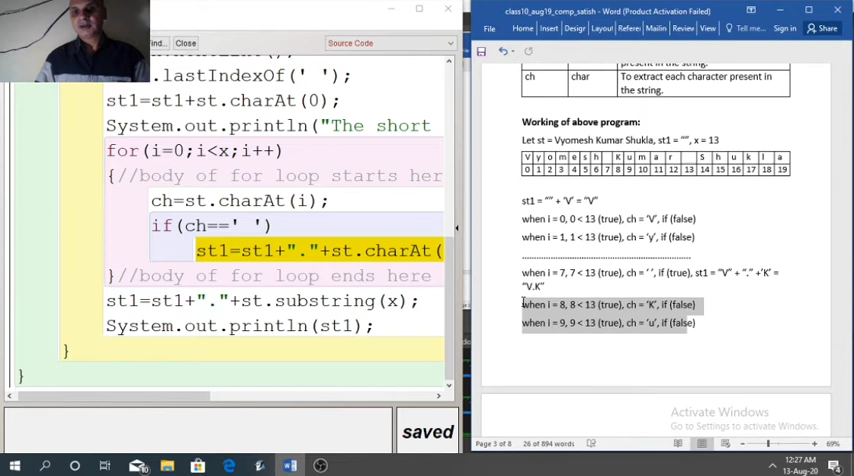 class10_aug19_comp_satish - Word (Product Activation Failed)
ind... Close Source Code
File Home Insert Design Layout Referen Mailin Review View Tell me... Sign in Share
.lastIndexOf(' ');
st1=st1+st.charAt(0);
System.out.println("The short
for(i=0;i<x;i++)
{//body of for loop starts her
ch=st.charAt(i);
if(ch==' ')
st1=st1+"."+st.charAt(
}//body of for loop ends here
st1=st1+"."+st.substring(x);
System.out.println(st1);
}
}
saved
present in the string.
ch char To extract each character present in
the string.
Working of above program:
Let st = Vyomesh Kumar Shukla, st1 = “”, x = 13
V y o m e s h K u m a r S h u k l a
0 1 2 3 4 5 6 7 8 9 10 11 12 13 14 15 16 17 18 19
st1 = “” + ‘V’ = “V”
when i = 0, 0 < 13 (true), ch = ‘V’, if (false)
when i = 1, 1 < 13 (true), ch = ‘y’, if (false)
................................................................
when i = 7, 7 < 13 (true), ch = ‘ ’, if (true), st1 = “V” + “.” +‘K’ =
“V.K”
when i = 8, 8 < 13 (true), ch = ‘K’, if (false)
when i = 9, 9 < 13 (true), ch = ‘u’, if (false)
Activate Windows
Go to Settings to activate Windows.
Page 3 of 8 26 of 894 words 69%
12:27 AM
13-Aug-20